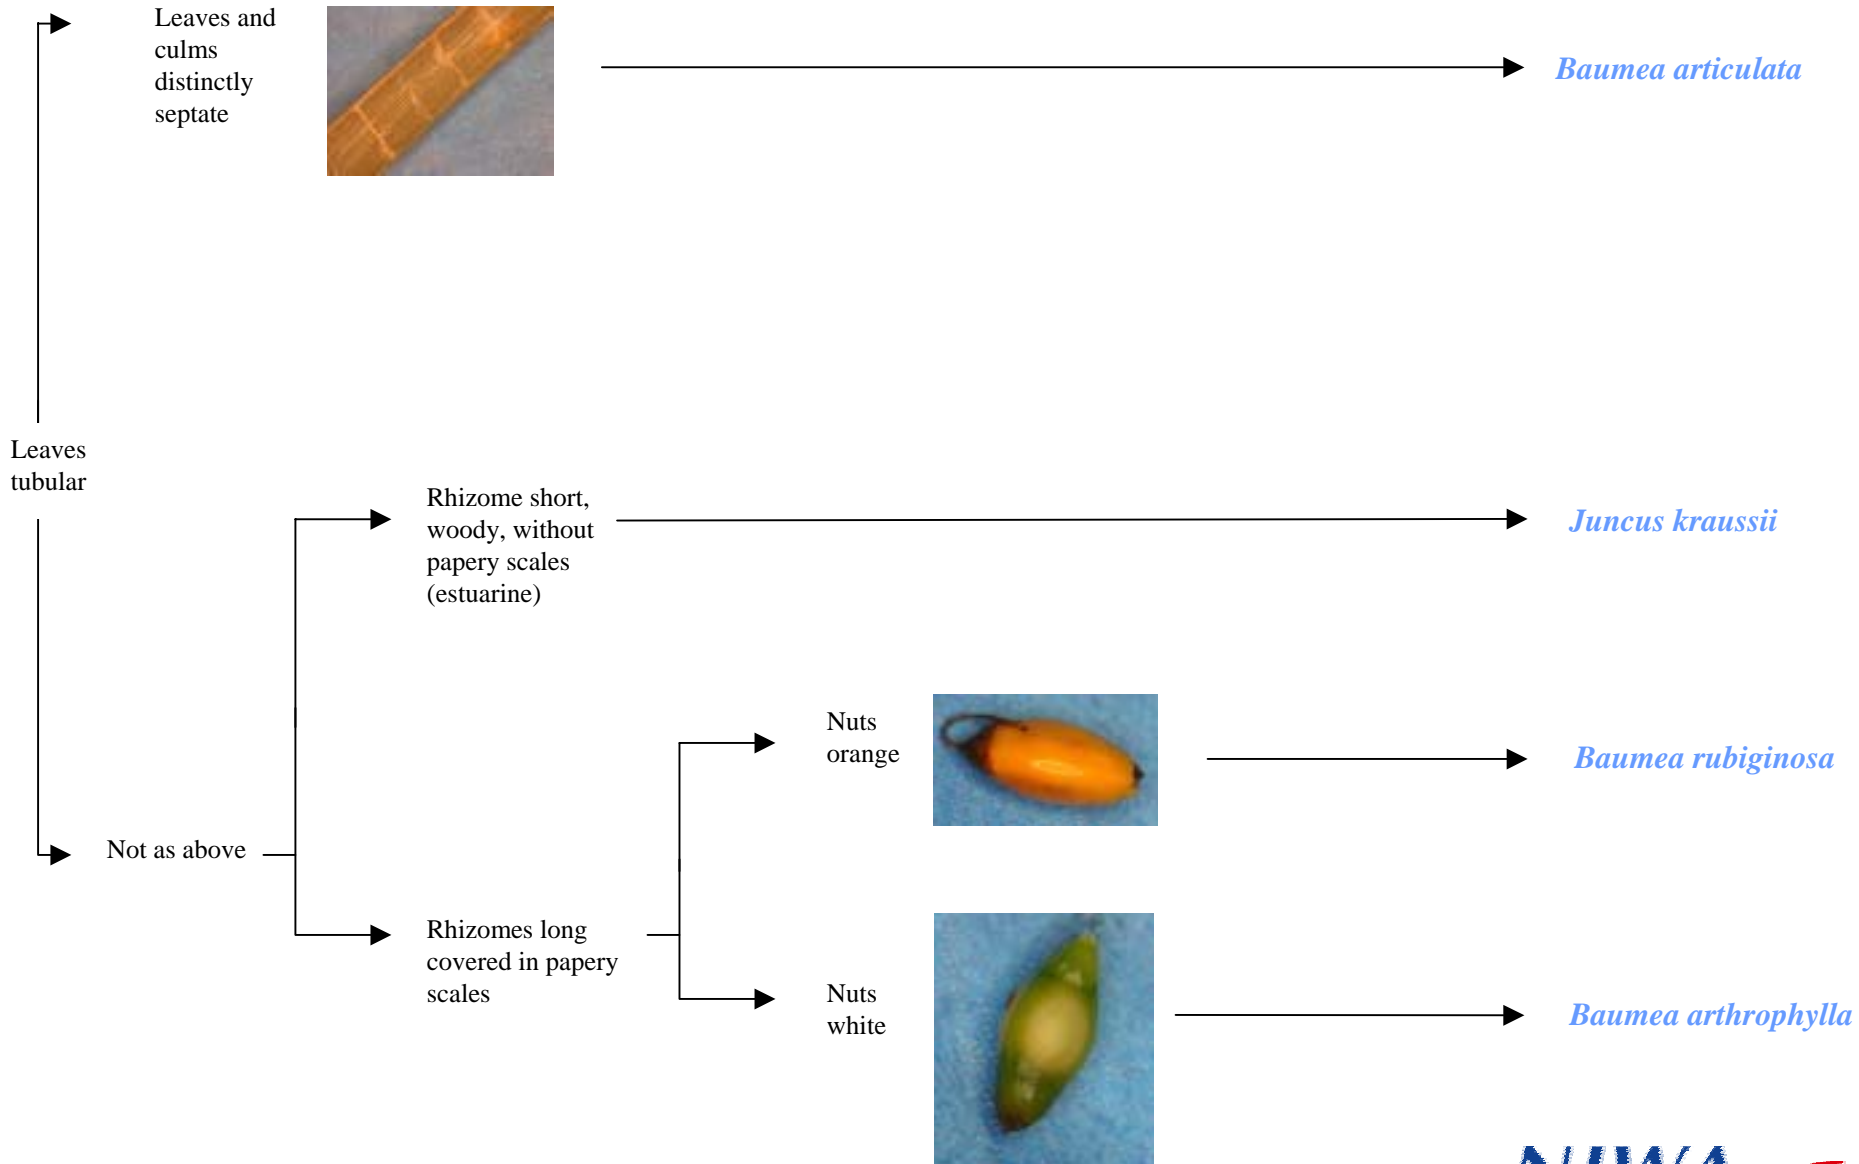 Leaves and
culms
distinctly
septate
Baumea articulata
Leaves
tubular
Rhizome short,
woody, without
papery scales
(estuarine)
Juncus kraussii
Nuts
orange
Baumea rubiginosa
Not as above
Rhizomes long
covered in papery
scales
Nuts
white
Baumea arthrophylla
NIWA